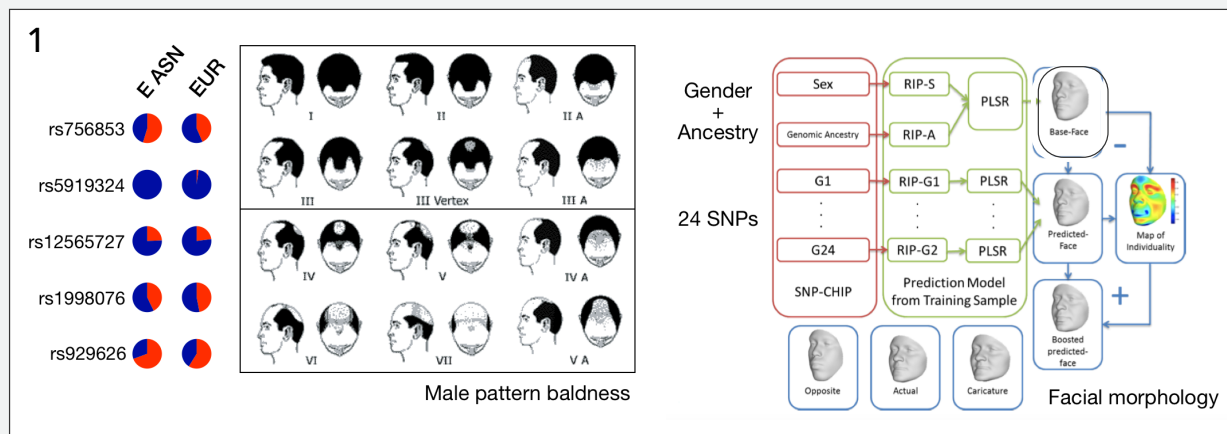 1
E ASN
EUR
rs756853
rs5919324
rs12565727
rs1998076
rs929626
I
II
II A
III
III Vertex
III A
IV
V
IV A
VI
VII
V A
Male pattern baldness
Gender
+
Ancestry
24 SNPs
Sex
RIP-S
PLSR
Genomic Ancestry
RIP-A
G1
RIP-G1
PLSR
G24
RIP-G2
PLSR
SNP-CHIP
Prediction Model
from Training Sample
Base-Face
−
Predicted-
Face
Map of
Individuality
+
Boosted
predicted-
face
Opposite
Actual
Caricature
Facial morphology